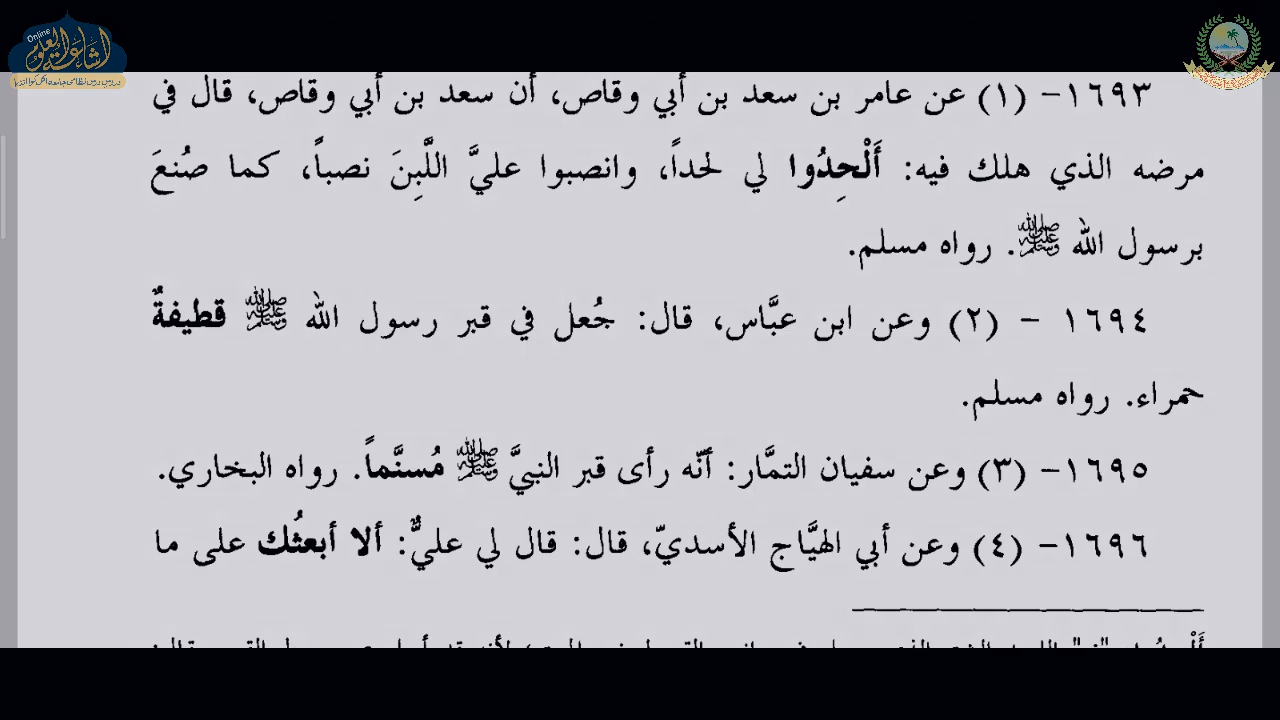 Online
اشاعة العلوم
١٦٩٣- (١) عن عامر بن سعد بن أبي وقاص، أن سعد بن أبي وقاص، قال في
مرضه الذي هلك فيه: أَلْحِدُوا لي لحداً، وانصبوا عليَّ اللَّبِنَ نصباً، كما صُنعَ
برسول الله ﷺ. رواه مسلم.
١٦٩٤ - (٢) وعن ابن عبَّاس، قال: جُعل في قبر رسول الله ﷺ قطيفةٌ
حمراء. رواه مسلم.
١٦٩٥- (٣) وعن سفيان التمَّار: أنّه رأى قبر النبيَّ ﷺ مُسنَّماً. رواه البخاري.
١٦٩٦- (٤) وعن أبي الهيَّاج الأسديّ، قال: قال لي عليٌّ: ألا أبعثُك على ما